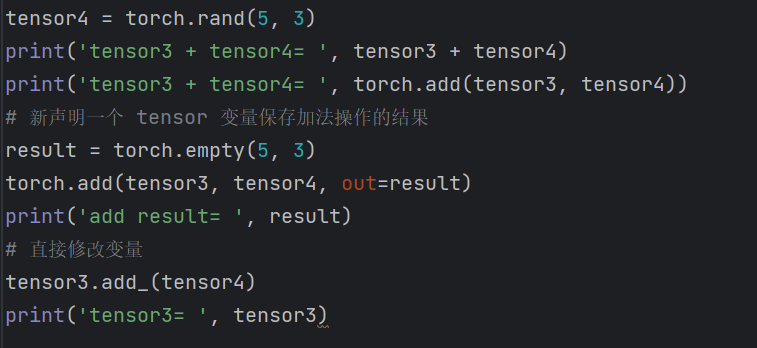 tensor4 = torch.rand(5, 3)
print('tensor3 + tensor4= ', tensor3 + tensor4)
print('tensor3 + tensor4= ', torch.add(tensor3, tensor4))
# 新声明一个 tensor 变量保存加法操作的结果
result = torch.empty(5, 3)
torch.add(tensor3, tensor4, out=result)
print('add result= ', result)
# 直接修改变量
tensor3.add_(tensor4)
print('tensor3= ', tensor3)